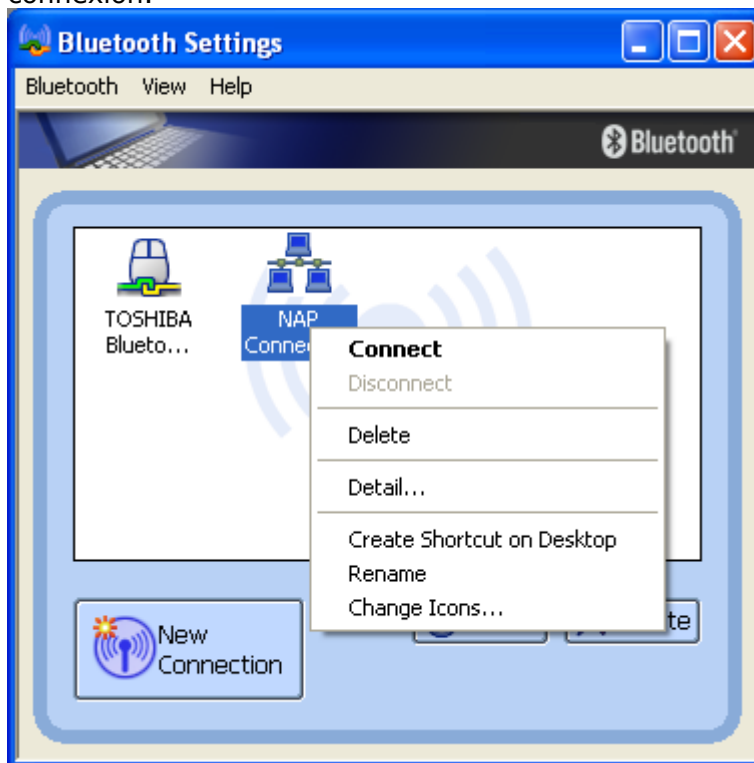 Bluetooth Settings
Bluetooth View Help
Bluetooth
TOSHIBA
Blueto...
NAP
Connect
Disconnect
Delete
Detail...
Create Shortcut on Desktop
Rename
Change Icons...
New
Connection